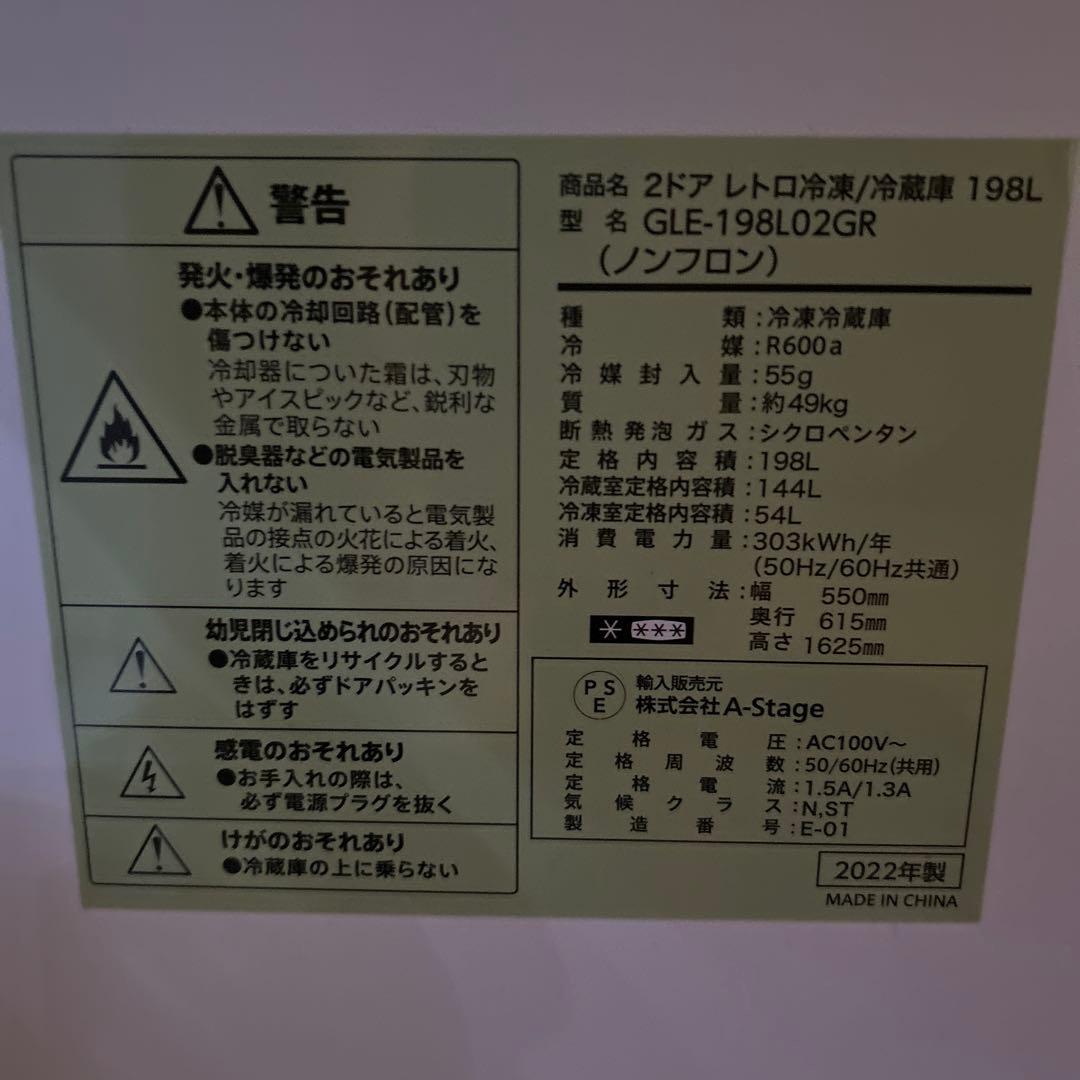 警告
発火・爆発のおそれあり
●本体の冷却回路(配管)を
傷つけない
冷却器についた霜は、刃物
やアイスピックなど、鋭利な
金属で取らない
●脱臭器などの電気製品を
入れない
冷媒が漏れていると電気製
品の接点の火花による着火、
着火による爆発の原因にな
ります
幼児閉じ込められのおそれあり
●冷蔵庫をリサイクルすると
きは、必ずドアパッキンを
はずす
感電のおそれあり
●お手入れの際は、
必ず電源プラグを抜く
けがのおそれあり
●冷蔵庫の上に乗らない
商品名 2ドア レトロ冷凍/冷蔵庫 198L
型名 GLE-198L02GR
(ノンフロン)
種類:冷凍冷蔵庫
冷媒:R600a
冷媒封入量:55g
質量:約49kg
断熱発泡ガス:シクロペンタン
定格内容積:198L
冷蔵室定格内容積:144L
冷凍室定格内容積:54L
消費電力量:303kWh/年
(50Hz/60Hz共通)
外形寸法:幅 550mm
奥行 615mm
高さ 1625mm
* ***
PSE
輸入販売元
株式会社A-Stage
定格電圧:AC100V~
定格周波数:50/60Hz(共用)
定格電流:1.5A/1.3A
気候クラス:N,ST
製造番号:E-01
2022年製
MADE IN CHINA